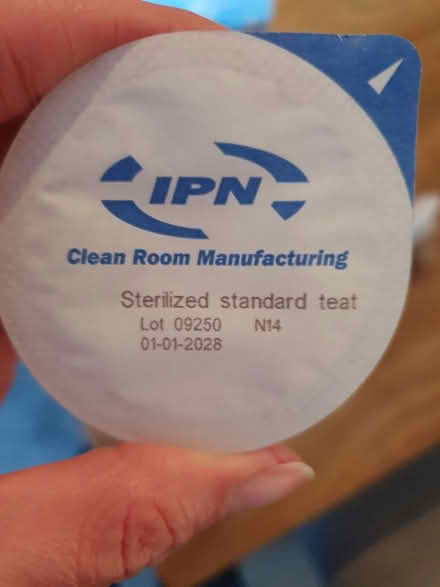 IPN
Clean Room Manufacturing
Sterilized standard teat
Lot 09250 N14
01-01-2028